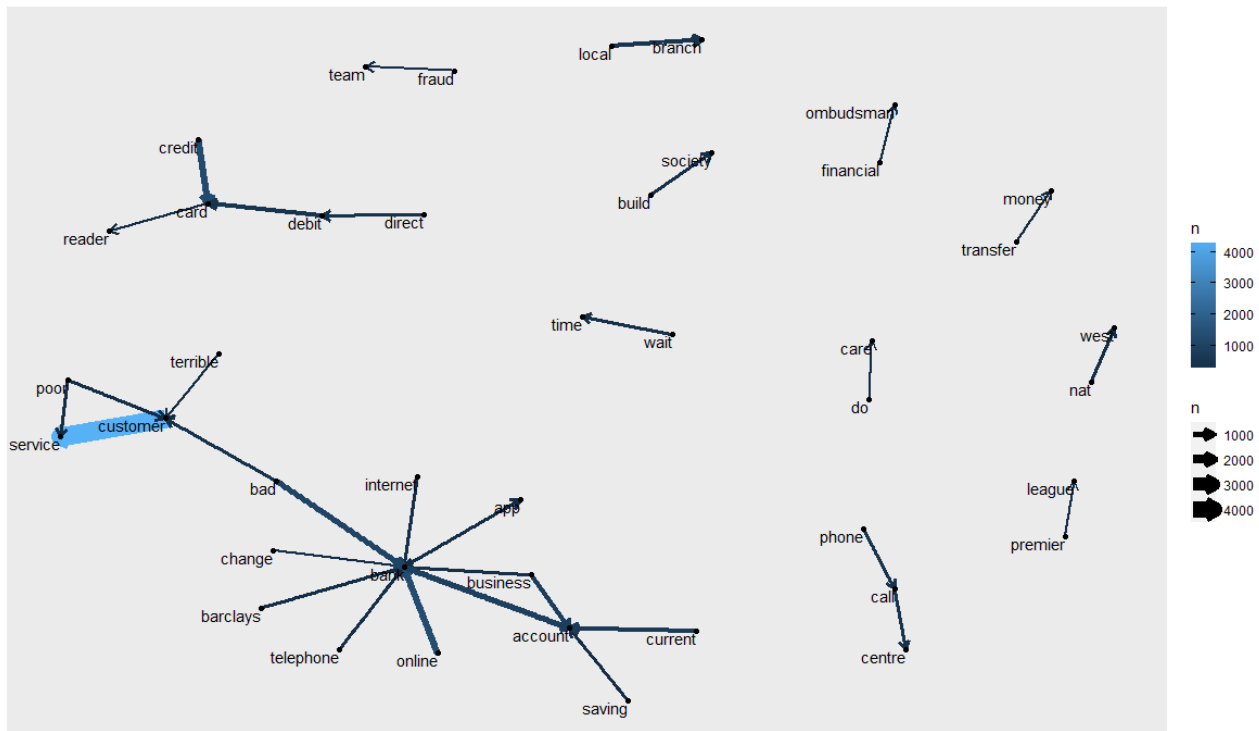 local
branch
team
fraud
ombudsman
credit
society
financial
build
money
card
debit
direct
reader
transfer
n
4000
3000
2000
1000
time
wait
care
west
terrible
poor
nat
do
n
customer
service
1000
2000
3000
4000
bad
internet
league
app
phone
premier
change
bank
business
call
barclays
account
current
telephone
online
centre
saving